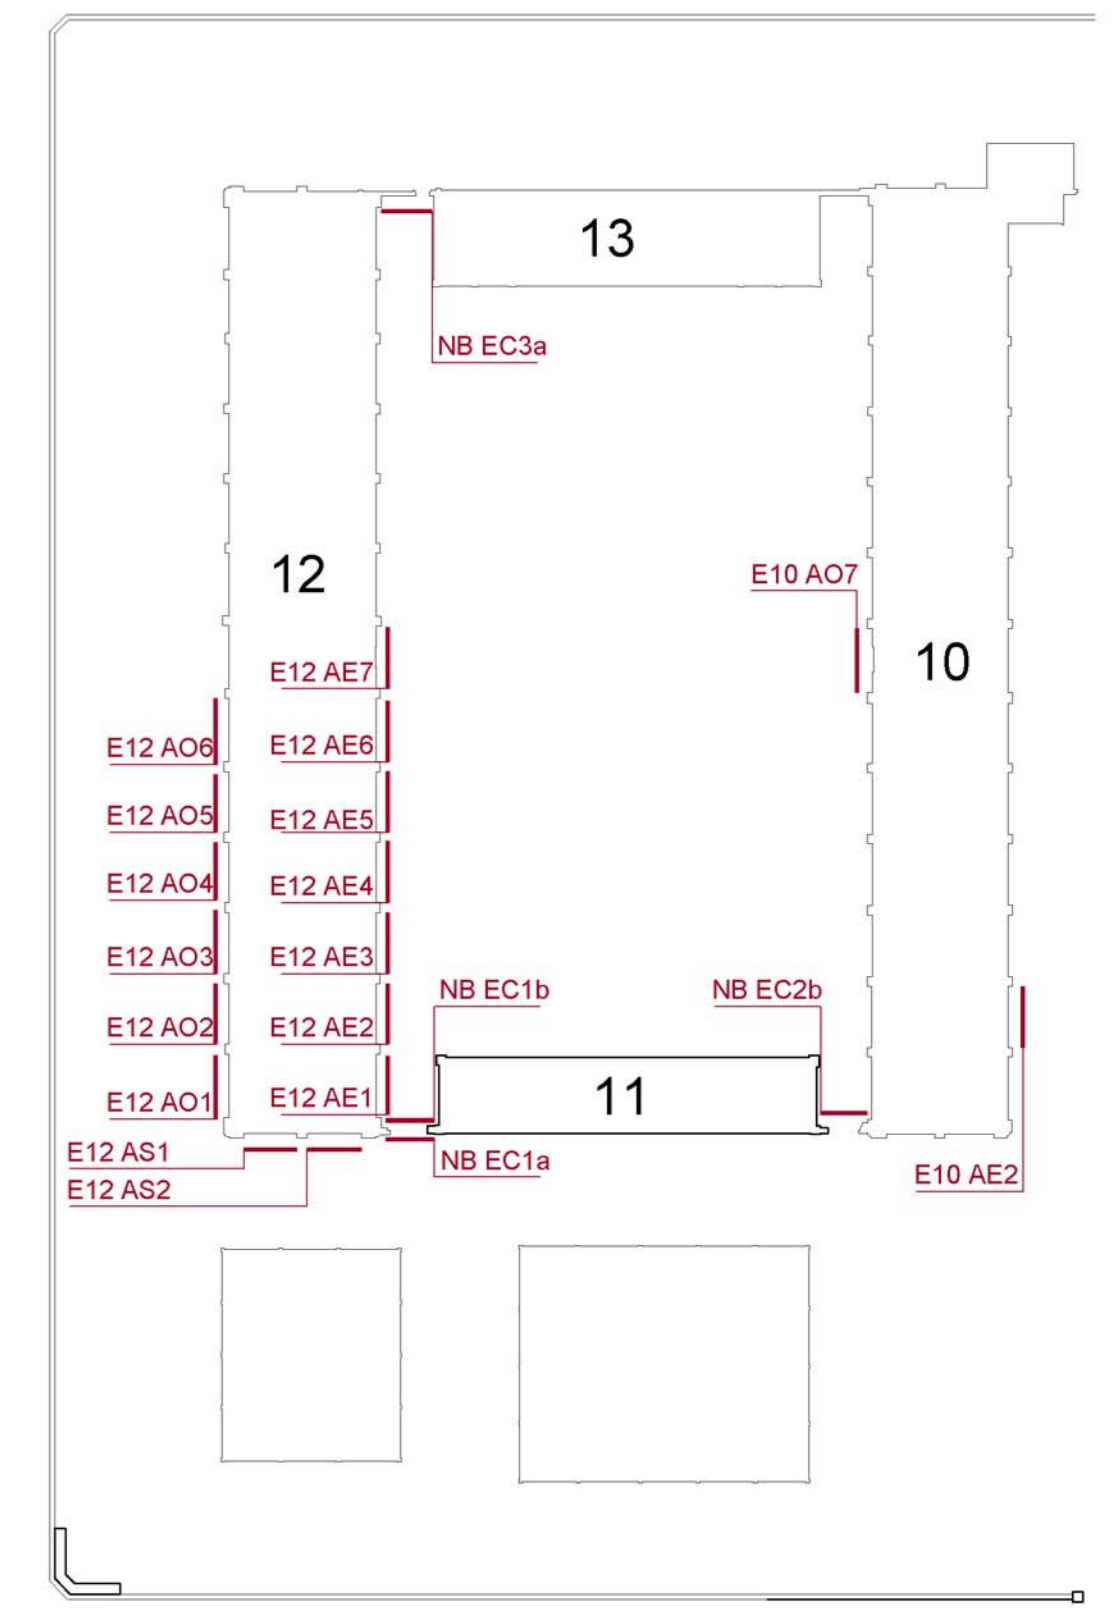 13
NB EC3a
12
E10 AO7
10
E12 AE7
E12 AO6
E12 AE6
E12 AO5
E12 AE5
E12 AO4
E12 AE4
E12 AO3
E12 AE3
NB EC1b
NB EC2b
E12 AO2
E12 AE2
E12 AO1
E12 AE1
11
E12 AS1
NB EC1a
E10 AE2
E12 AS2